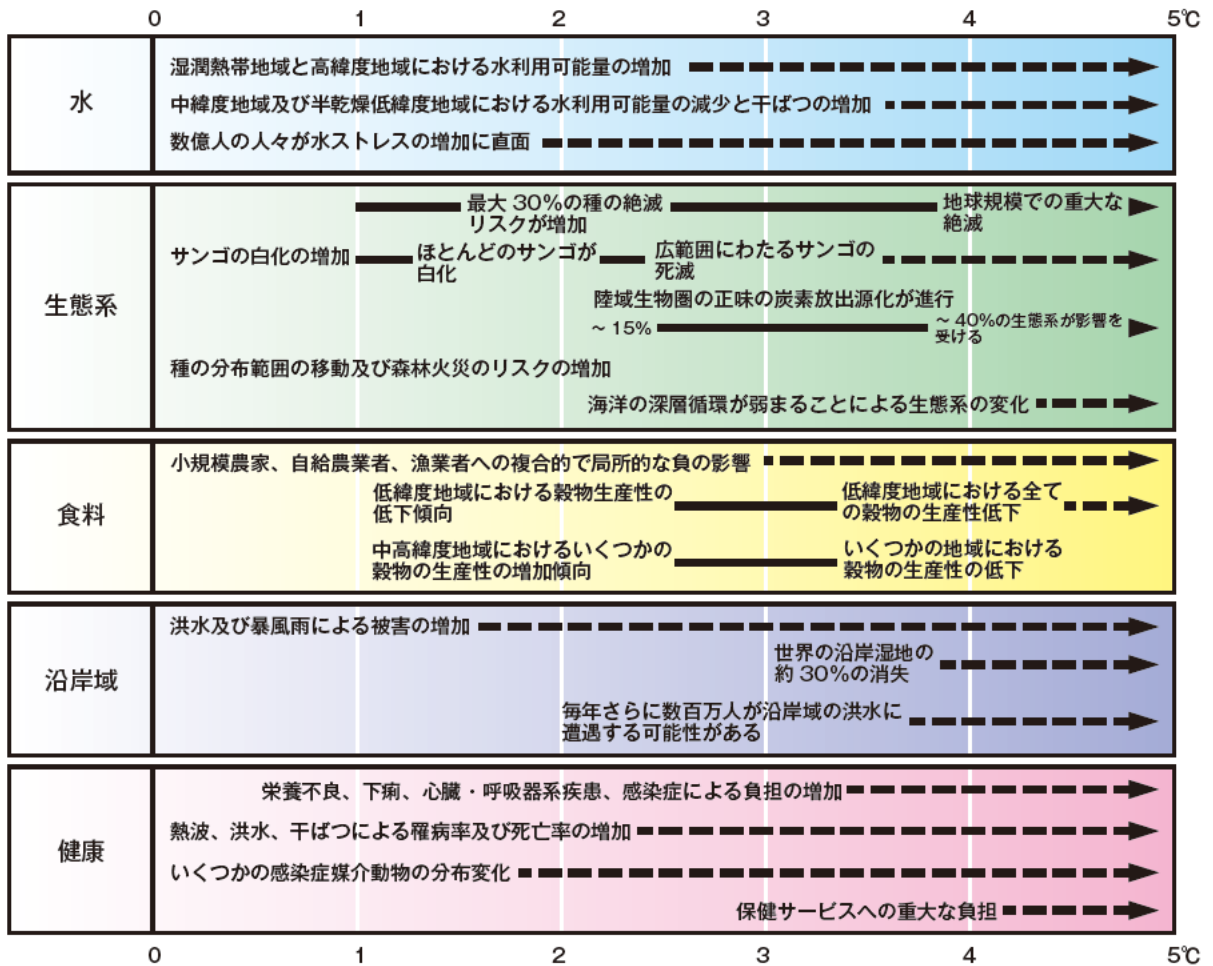 0 1 2 3 4 5℃
水
湿潤熱帯地域と高緯度地域における水利用可能量の増加
中緯度地域及び半乾燥低緯度地域における水利用可能量の減少と干ばつの増加
数億人の人々が水ストレスの増加に直面
生態系
最大 30%の種の絶滅
リスクが増加
地球規模での重大な
絶滅
サンゴの白化の増加
ほとんどのサンゴが
白化
広範囲にわたるサンゴの
死滅
陸域生物圏の正味の炭素放出源化が進行
～ 15%
～ 40%の生態系が影響を
受ける
種の分布範囲の移動及び森林火災のリスクの増加
海洋の深層循環が弱まることによる生態系の変化
食料
小規模農家、自給農業者、漁業者への複合的で局所的な負の影響
低緯度地域における穀物生産性の
低下傾向
低緯度地域における全て
の穀物の生産性低下
中高緯度地域におけるいくつかの
穀物の生産性の増加傾向
いくつかの地域における
穀物の生産性の低下
沿岸域
洪水及び暴風雨による被害の増加
世界の沿岸湿地の
約 30%の消失
毎年さらに数百万人が沿岸域の洪水に
遭遇する可能性がある
健康
栄養不良、下痢、心臓・呼吸器系疾患、感染症による負担の増加
熱波、洪水、干ばつによる罹病率及び死亡率の増加
いくつかの感染症媒介動物の分布変化
保健サービスへの重大な負担
0 1 2 3 4 5℃